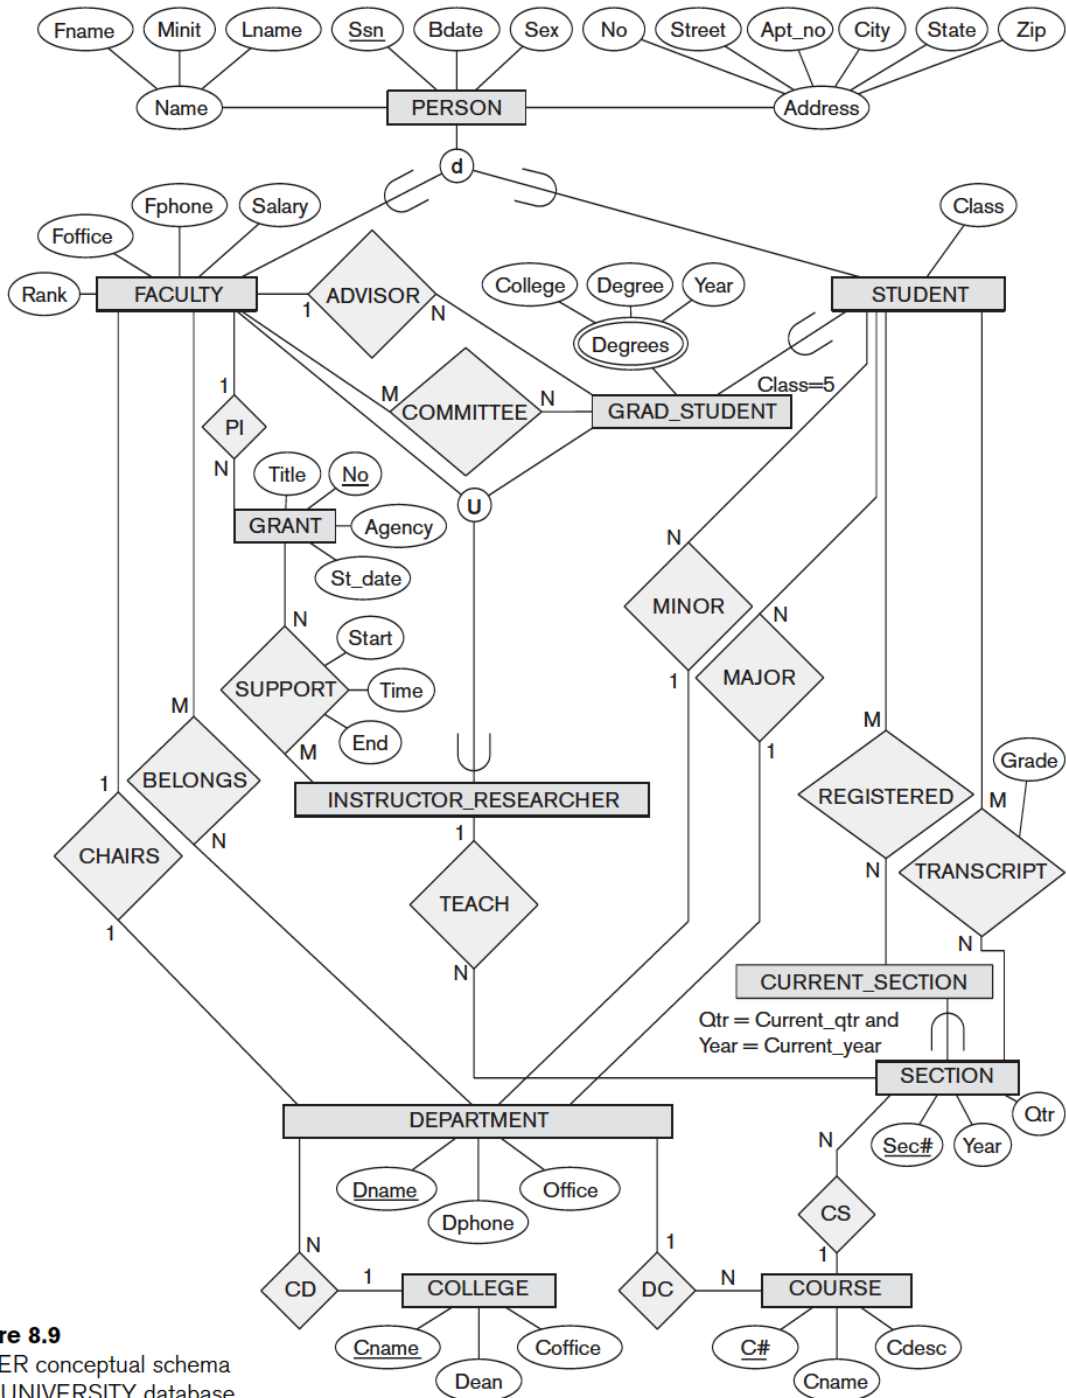 Fname Minit Lname Ssn Bdate Sex No Street Apt_no City State Zip
Name PERSON Address
d
Fphone Salary Class
Foffice
Rank FACULTY ADVISOR College Degree Year STUDENT
1 N
Degrees
1 M N Class=5
COMMITTEE GRAD_STUDENT
PI
N Title No
U
GRANT Agency
N
St_date
N MINOR N
Start
SUPPORT Time 1 MAJOR
M M
End
M 1 Grade
1 BELONGS REGISTERED M
INSTRUCTOR_RESEARCHER
N 1
CHAIRS N TRANSCRIPT
TEACH
1 N N
CURRENT_SECTION
Qtr = Current_qtr and
Year = Current_year
SECTION
DEPARTMENT Qtr
N Sec# Year
Dname Office
Dphone CS
N 1 1
CD 1 COLLEGE DC N COURSE
re 8.9
Cname Coffice C# Cdesc
ER conceptual schema
Dean Cname
UNIVERSITY database